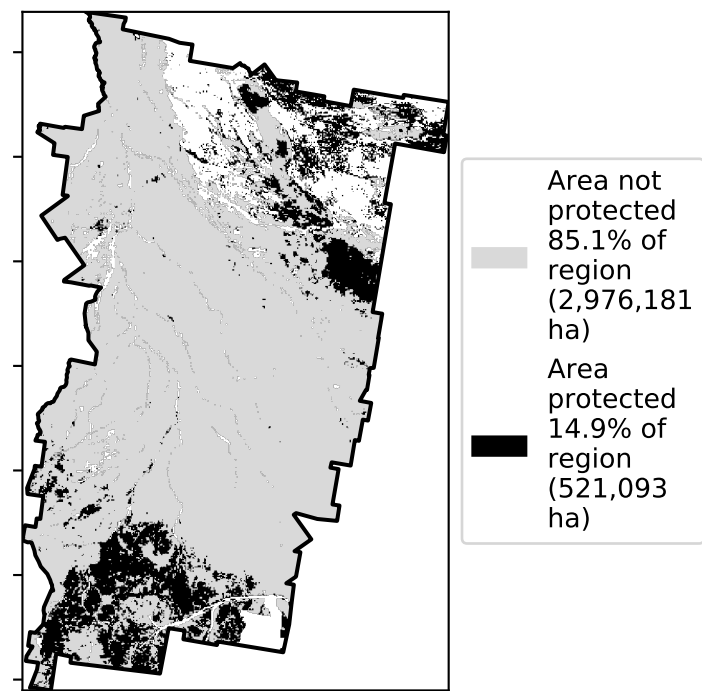 Area not
protected
85.1% of
region
(2,976,181
ha)
Area
protected
14.9% of
region
(521,093
ha)